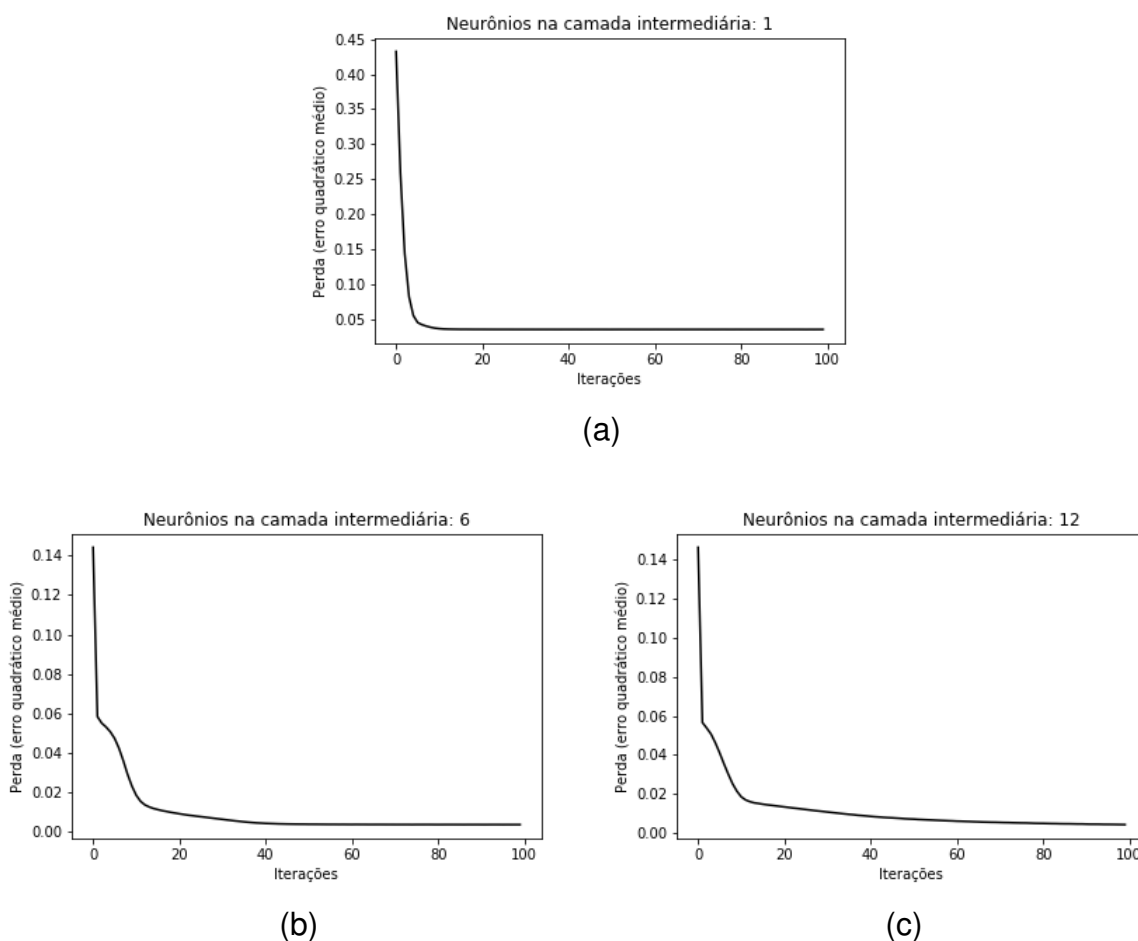 Neurônios na camada intermediária: 1
Perda (erro quadrático médio)
0.45
0.40
0.35
0.30
0.25
0.20
0.15
0.10
0.05
0 20 40 60 80 100
Iterações
(a)
Neurônios na camada intermediária: 6
Perda (erro quadrático médio)
0.14
0.12
0.10
0.08
0.06
0.04
0.02
0.00
0 20 40 60 80 100
Iterações
(b)
Neurônios na camada intermediária: 12
Perda (erro quadrático médio)
0.14
0.12
0.10
0.08
0.06
0.04
0.02
0.00
0 20 40 60 80 100
Iterações
(c)